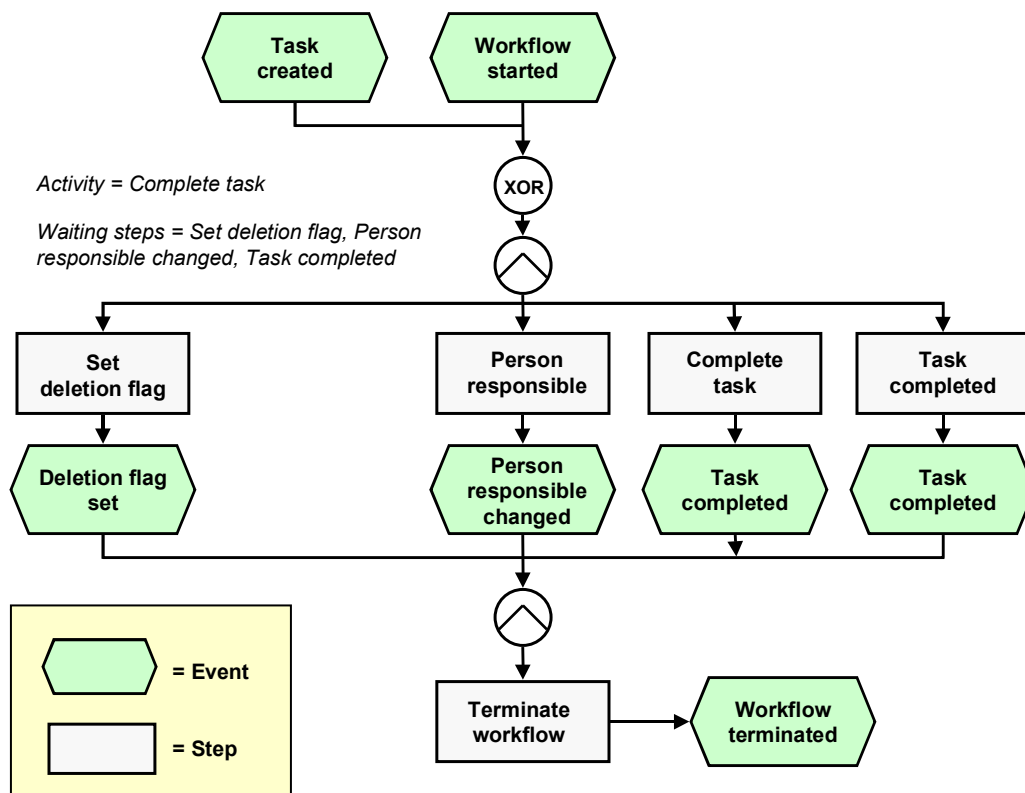 Task
created
Workflow
started
XOR
Activity = Complete task
Waiting steps = Set deletion flag, Person
responsible changed, Task completed
Set
deletion flag
Person
responsible
Complete
task
Task
completed
Deletion flag
set
Person
responsible
changed
Task
completed
Task
completed
= Event
= Step
Terminate
workflow
Workflow
terminated